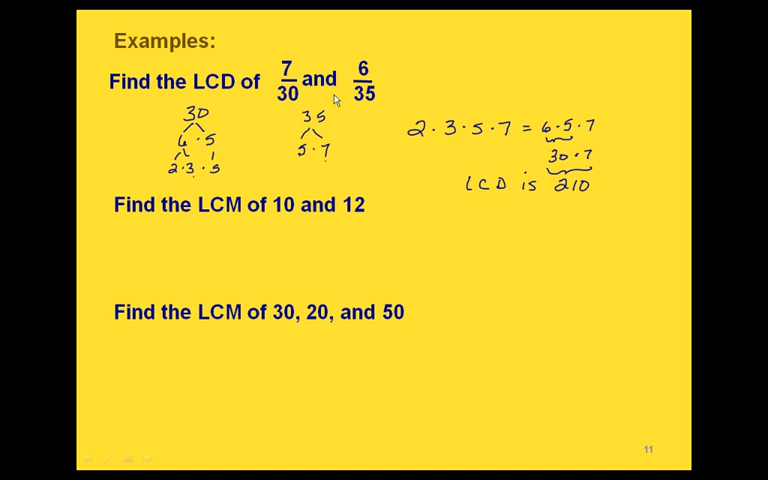 Examples:
Find the LCD of 7/30 and 6/35
30
6 · 5
2 · 3 · 5
35
5 · 7
2 · 3 · 5 · 7 = 6 · 5 · 7
30 · 7
LCD is 210
Find the LCM of 10 and 12
Find the LCM of 30, 20, and 50
11